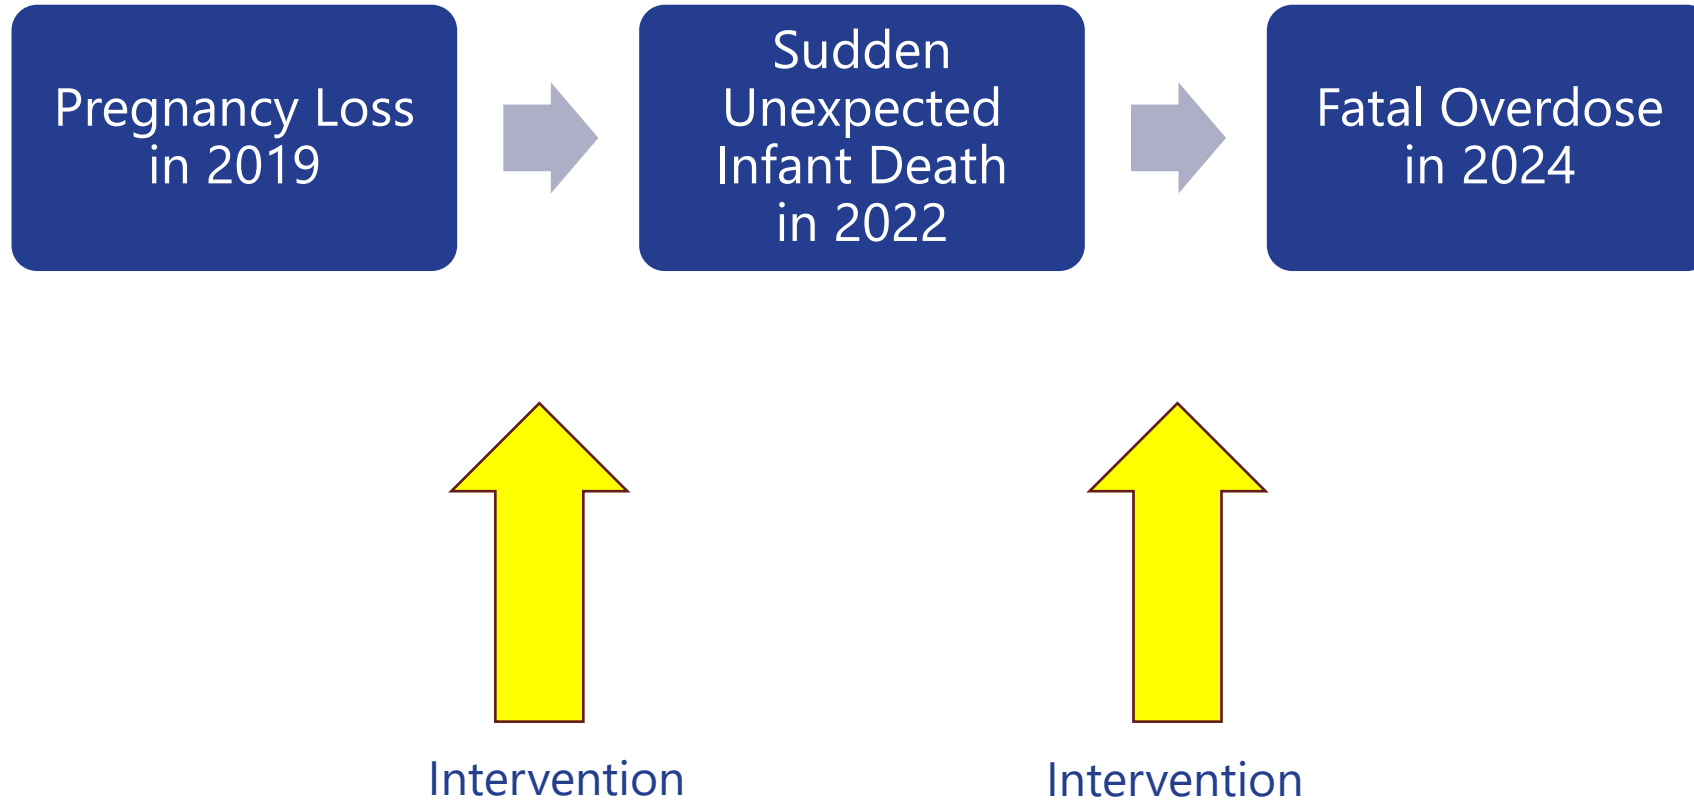 Pregnancy Loss
in 2019
Sudden
Unexpected
Infant Death
in 2022
Fatal Overdose
in 2024
Intervention
Intervention